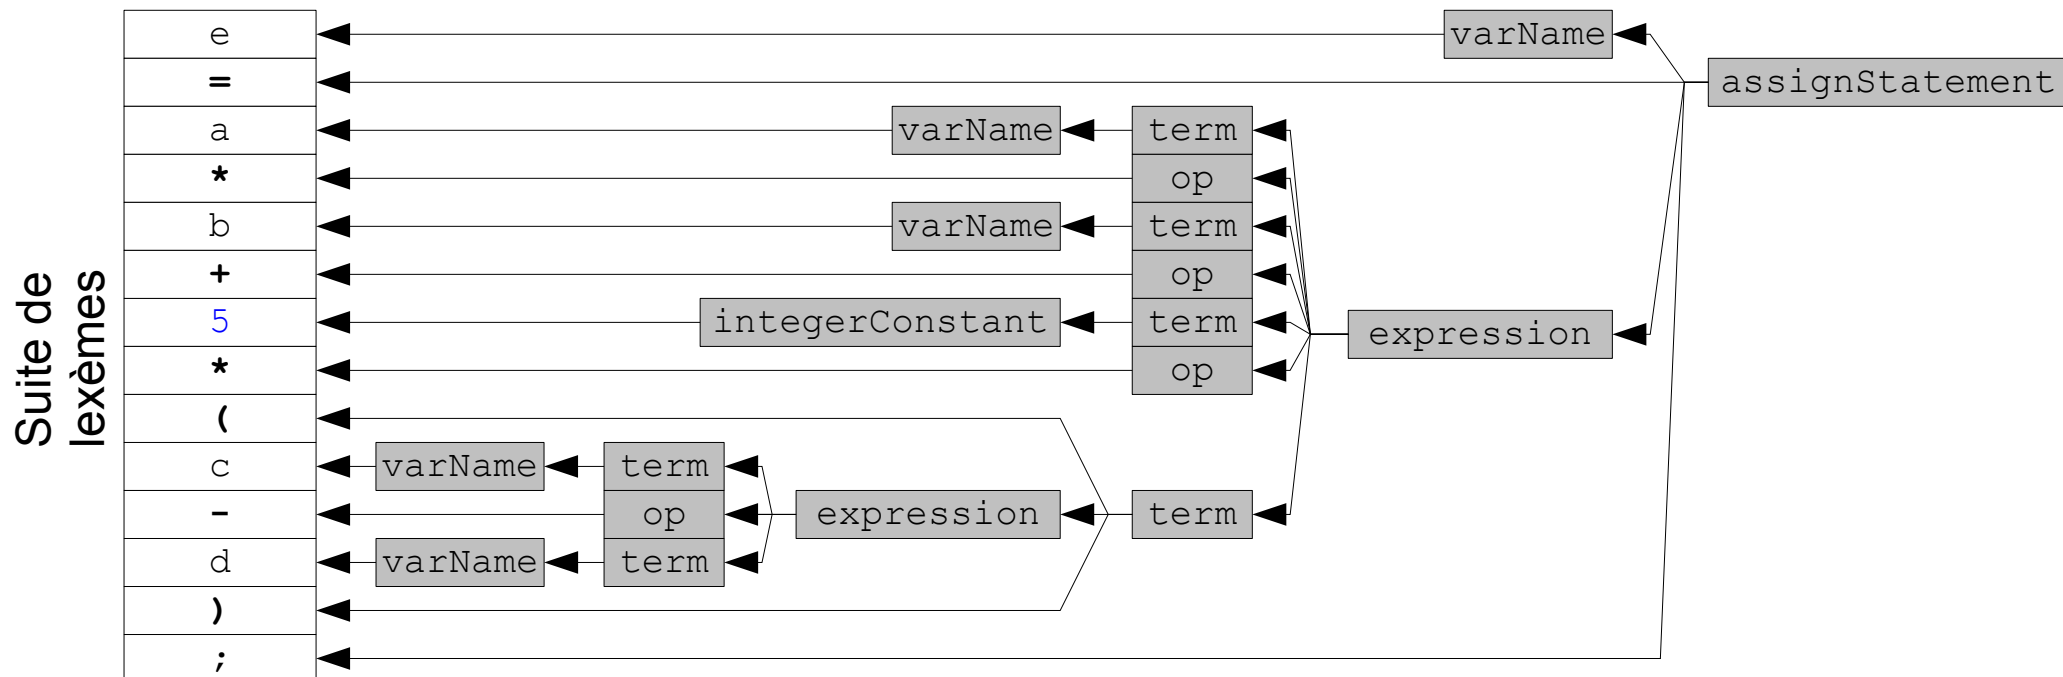 Suite de
lexèmes
e varName
= assignStatement
a varName term
* op
b varName term
+ op
5 integerConstant term
expression
* op
(
c varName term
- op expression term
d varName term
)
;